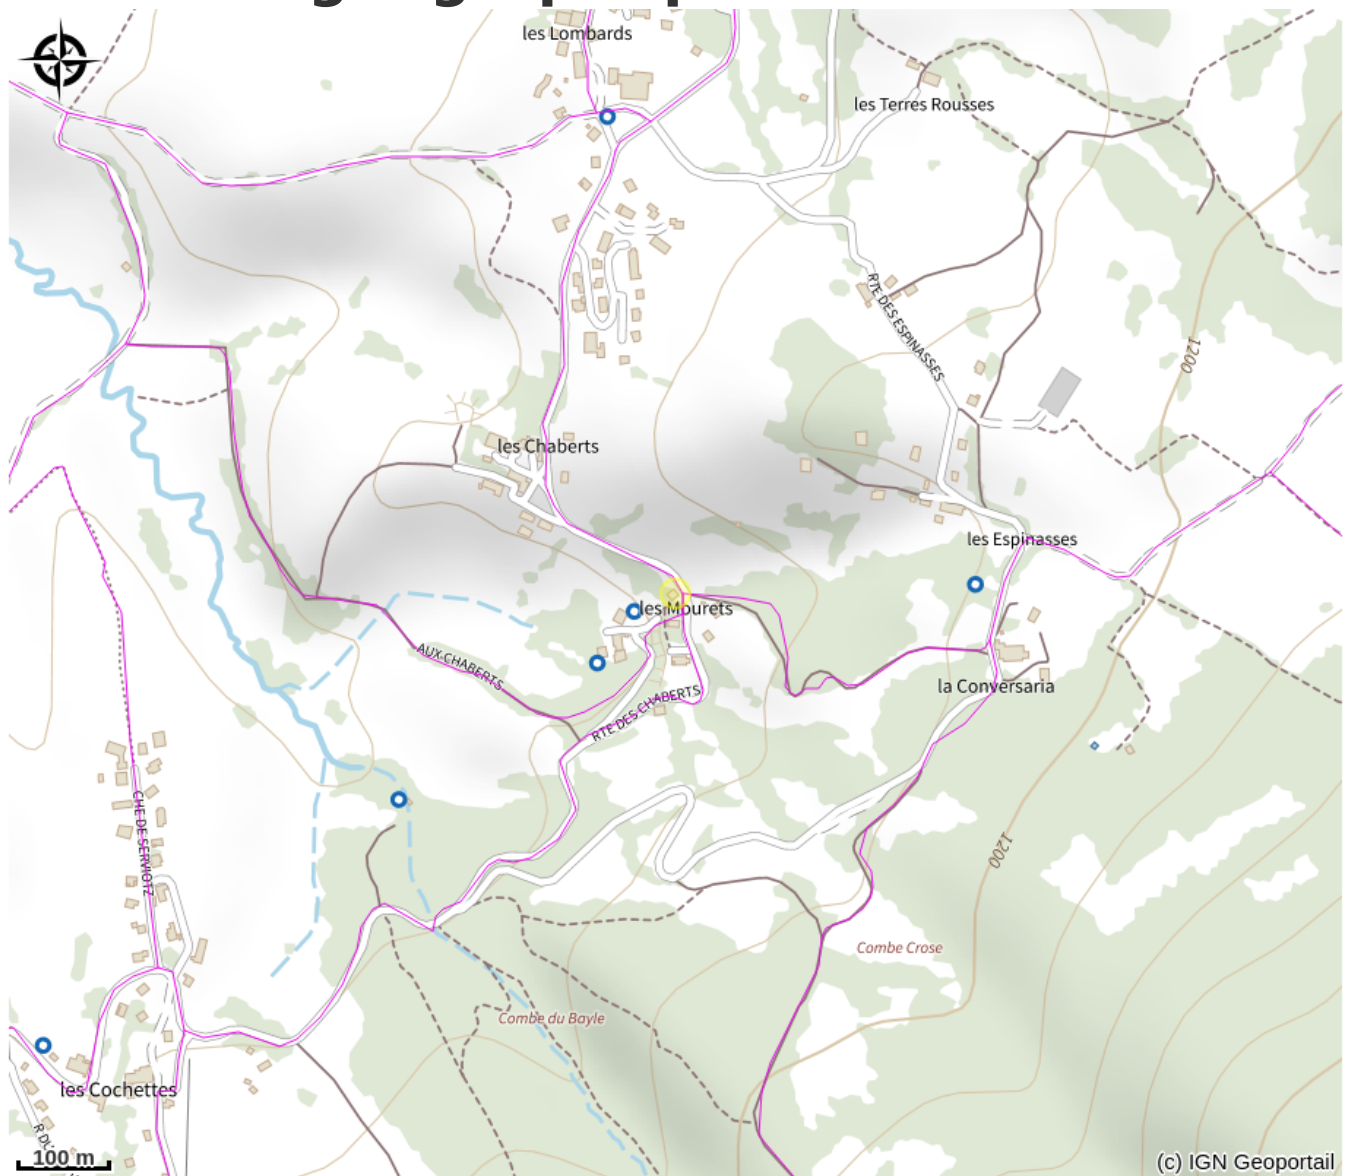 les Lombards
les Terres Rousses
RTE DES ESPINASSES
1200
les Chaberts
les Espinasses
les Mourets
AUX CHABERTS
la Conversaria
RTE DES CHABERTS
CHE DE SERVIOTZ
1200
Combe Crose
Combe du Bayle
les Cochettes
100 m
(c) IGN Geoportail